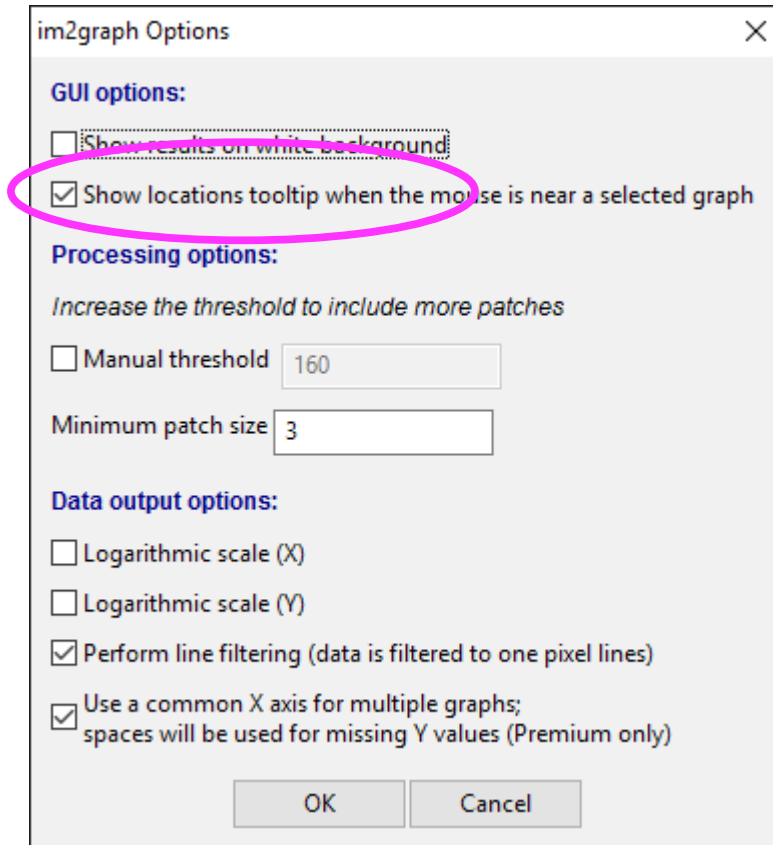 im2graph Options
GUI options:
Show results on white background
Show locations tooltip when the mouse is near a selected graph
Processing options:
Increase the threshold to include more patches
Manual threshold 160
Minimum patch size 3
Data output options:
Logarithmic scale (X)
Logarithmic scale (Y)
Perform line filtering (data is filtered to one pixel lines)
Use a common X axis for multiple graphs;
spaces will be used for missing Y values (Premium only)
OK Cancel